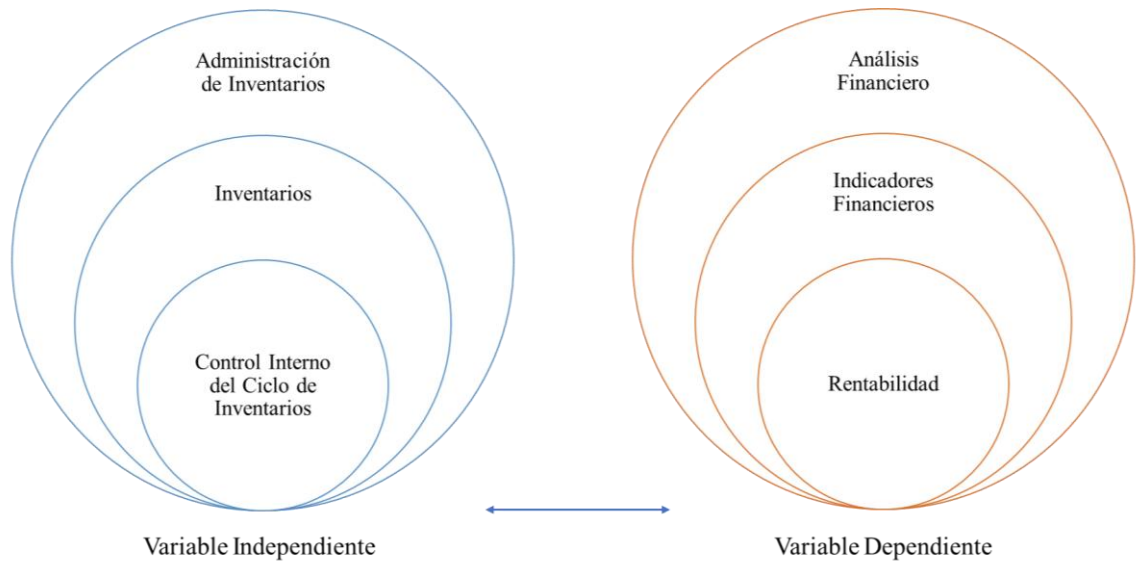 Administración
de Inventarios
Inventarios
Control Interno
del Ciclo de
Inventarios
Variable Independiente
Análisis
Financiero
Indicadores
Financieros
Rentabilidad
Variable Dependiente